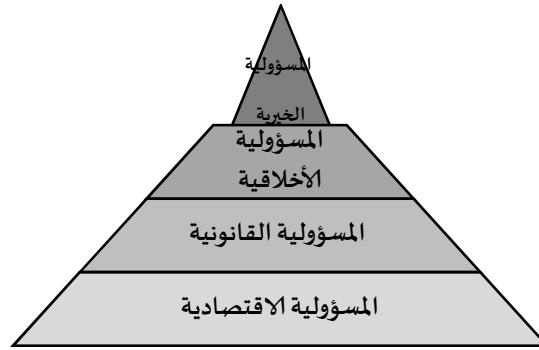 المسؤولية
الخيرية
المسؤولية
الأخلاقية
المسؤولية القانونية
المسؤولية الاقتصادية